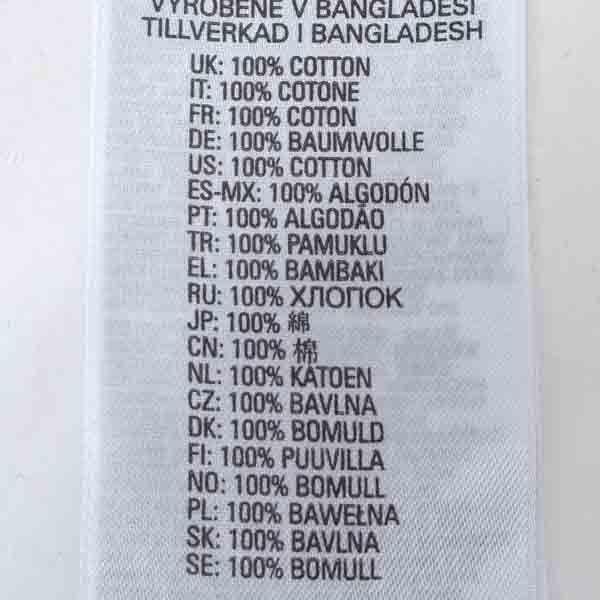 VYROBENÉ V BANGLADÉŠI
TILLVERKAD I BANGLADESH
UK: 100% COTTON
IT: 100% COTONE
FR: 100% COTON
DE: 100% BAUMWOLLE
US: 100% COTTON
ES-MX: 100% ALGODÓN
PT: 100% ALGODÃO
TR: 100% PAMUKLU
EL: 100% BAMBAKI
RU: 100% ХЛОПОК
JP: 100% 綿
CN: 100% 棉
NL: 100% KATOEN
CZ: 100% BAVLNA
DK: 100% BOMULD
FI: 100% PUUVILLA
NO: 100% BOMULL
PL: 100% BAWEŁNA
SK: 100% BAVLNA
SE: 100% BOMULL